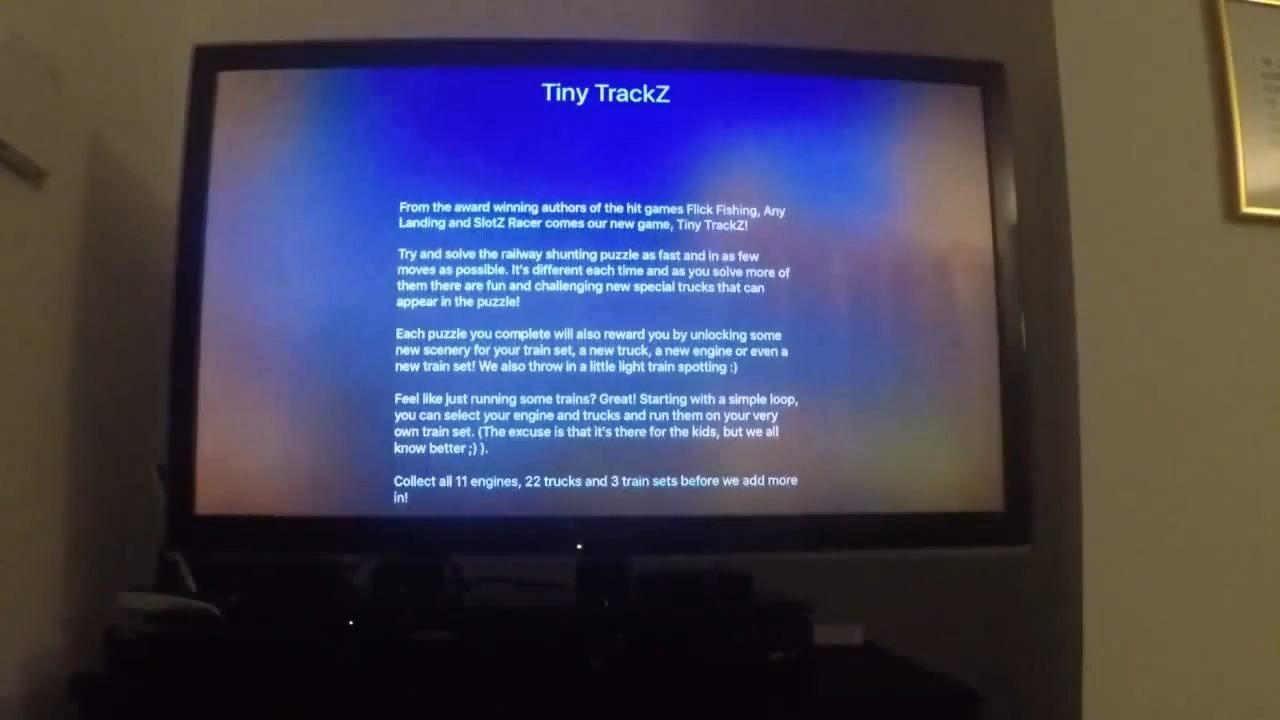 Tiny TrackZ
From the award winning authors of the hit games Flick Fishing, Any
Landing and SlotZ Racer comes our new game, Tiny TrackZ!
Try and solve the railway shunting puzzle as fast and in as few
moves as possible. It's different each time and as you solve more of
them there are fun and challenging new special trucks that can
appear in the puzzle!
Each puzzle you complete will also reward you by unlocking some
new scenery for your train set, a new truck, a new engine or even a
new train set! We also throw in a little light train spotting :)
Feel like just running some trains? Great! Starting with a simple loop,
you can select your engine and trucks and run them on your very
own train set. (The excuse is that it's there for the kids, but we all
know better ;) ).
Collect all 11 engines, 22 trucks and 3 train sets before we add more
in!